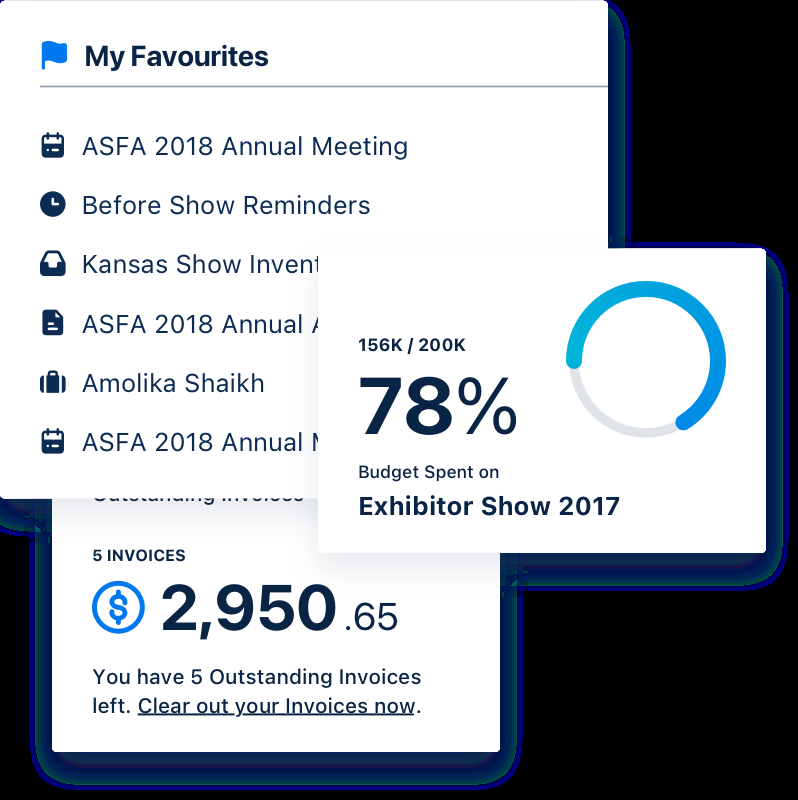 My Favourites
ASFA 2018 Annual Meeting
Before Show Reminders
Kansas Show Invent
ASFA 2018 Annual
Amolika Shaikh
ASFA 2018 Annual
156K / 200K
78%
Budget Spent on
Exhibitor Show 2017
Outstanding Invoices
5 INVOICES
$ 2,950.65
You have 5 Outstanding Invoices
left. Clear out your Invoices now.